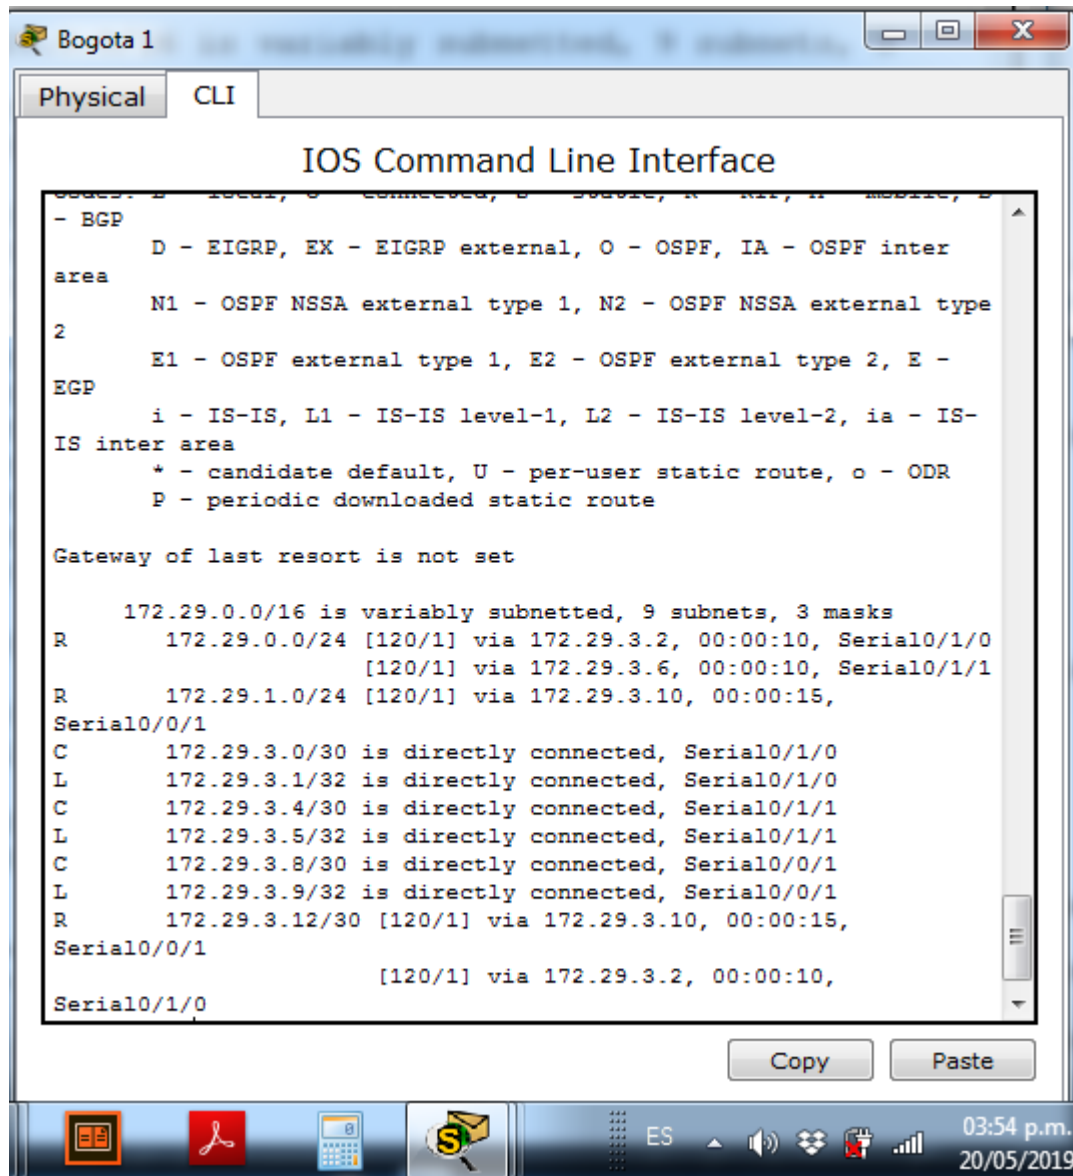 Bogota 1
is variably subnetted, 9 subnets,
Physical CLI
IOS Command Line Interface
Codes: L - local, C - connected, S - static, R - RIP, M - mobile, B
- BGP
D - EIGRP, EX - EIGRP external, O - OSPF, IA - OSPF inter
area
N1 - OSPF NSSA external type 1, N2 - OSPF NSSA external type
2
E1 - OSPF external type 1, E2 - OSPF external type 2, E -
EGP
i - IS-IS, L1 - IS-IS level-1, L2 - IS-IS level-2, ia - IS-
IS inter area
* - candidate default, U - per-user static route, o - ODR
P - periodic downloaded static route
Gateway of last resort is not set
172.29.0.0/16 is variably subnetted, 9 subnets, 3 masks
R 172.29.0.0/24 [120/1] via 172.29.3.2, 00:00:10, Serial0/1/0
[120/1] via 172.29.3.6, 00:00:10, Serial0/1/1
R 172.29.1.0/24 [120/1] via 172.29.3.10, 00:00:15,
Serial0/0/1
C 172.29.3.0/30 is directly connected, Serial0/1/0
L 172.29.3.1/32 is directly connected, Serial0/1/0
C 172.29.3.4/30 is directly connected, Serial0/1/1
L 172.29.3.5/32 is directly connected, Serial0/1/1
C 172.29.3.8/30 is directly connected, Serial0/0/1
L 172.29.3.9/32 is directly connected, Serial0/0/1
R 172.29.3.12/30 [120/1] via 172.29.3.10, 00:00:15,
Serial0/0/1
[120/1] via 172.29.3.2, 00:00:10,
Serial0/1/0
Copy Paste
ES 03:54 p.m.
20/05/2019